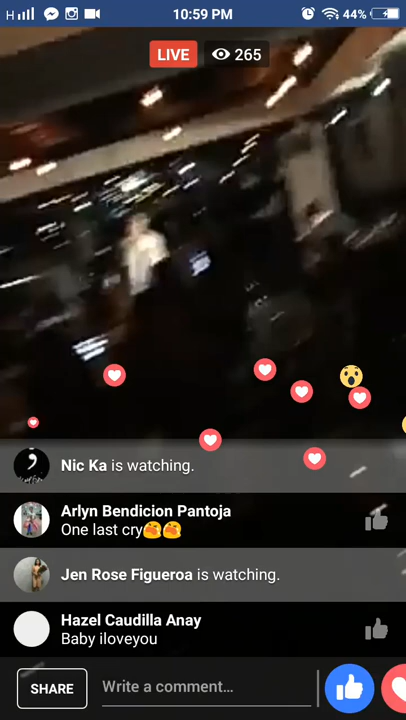 H 10:59 PM 44%
LIVE 265
Nic Ka is watching.
Arlyn Bendicion Pantoja
One last cry😭😭
Jen Rose Figueroa is watching.
Hazel Caudilla Anay
Baby iloveyou
SHARE Write a comment...